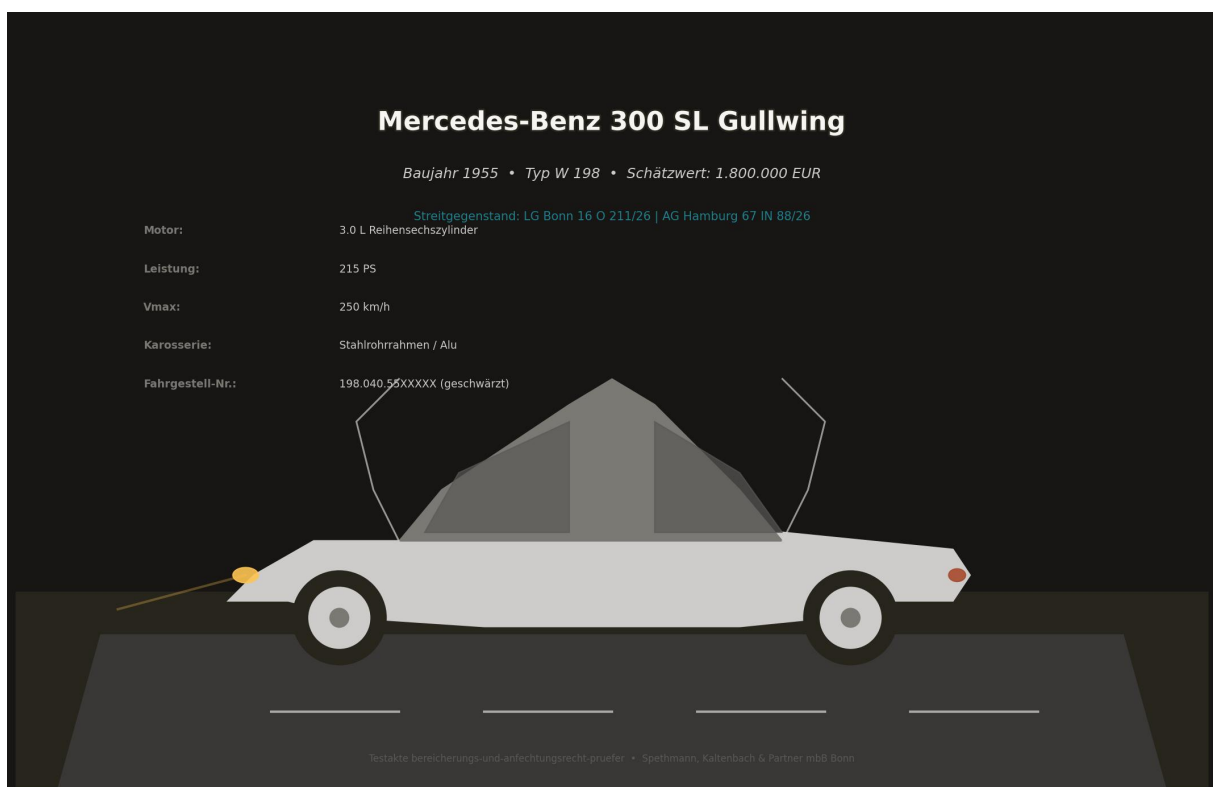 Mercedes-Benz 300 SL Gullwing
Baujahr 1955 • Typ W 198 • Schätzwert: 1.800.000 EUR
Streitgegenstand: LG Bonn 16 O 211/26 | AG Hamburg 67 IN 88/26
Motor: 3.0 L Reihensechszylinder
Leistung: 215 PS
Vmax: 250 km/h
Karosserie: Stahlrohrrahmen / Alu
Fahrgestell-Nr.: 198.040.55XXXXX (geschwärzt)
Testakte bereicherungs-und-anfechtungsrecht-pruefer • Spethmann, Kaltenbach & Partner mbB Bonn